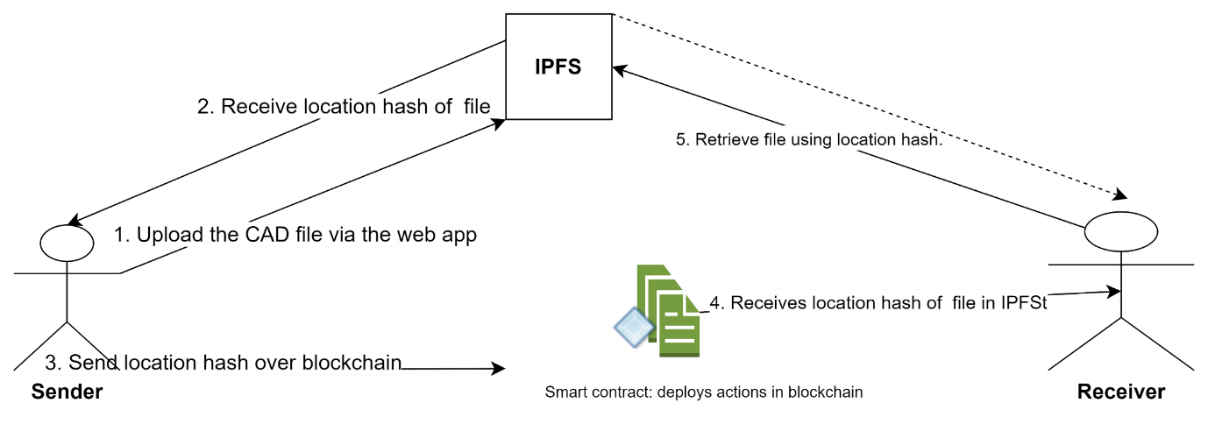 IPFS
2. Receive location hash of file
5. Retrieve file using location hash.
1. Upload the CAD file via the web app
4. Receives location hash of file in IPFSt
3. Send location hash over blockchain
Smart contract: deploys actions in blockchain
Sender
Receiver